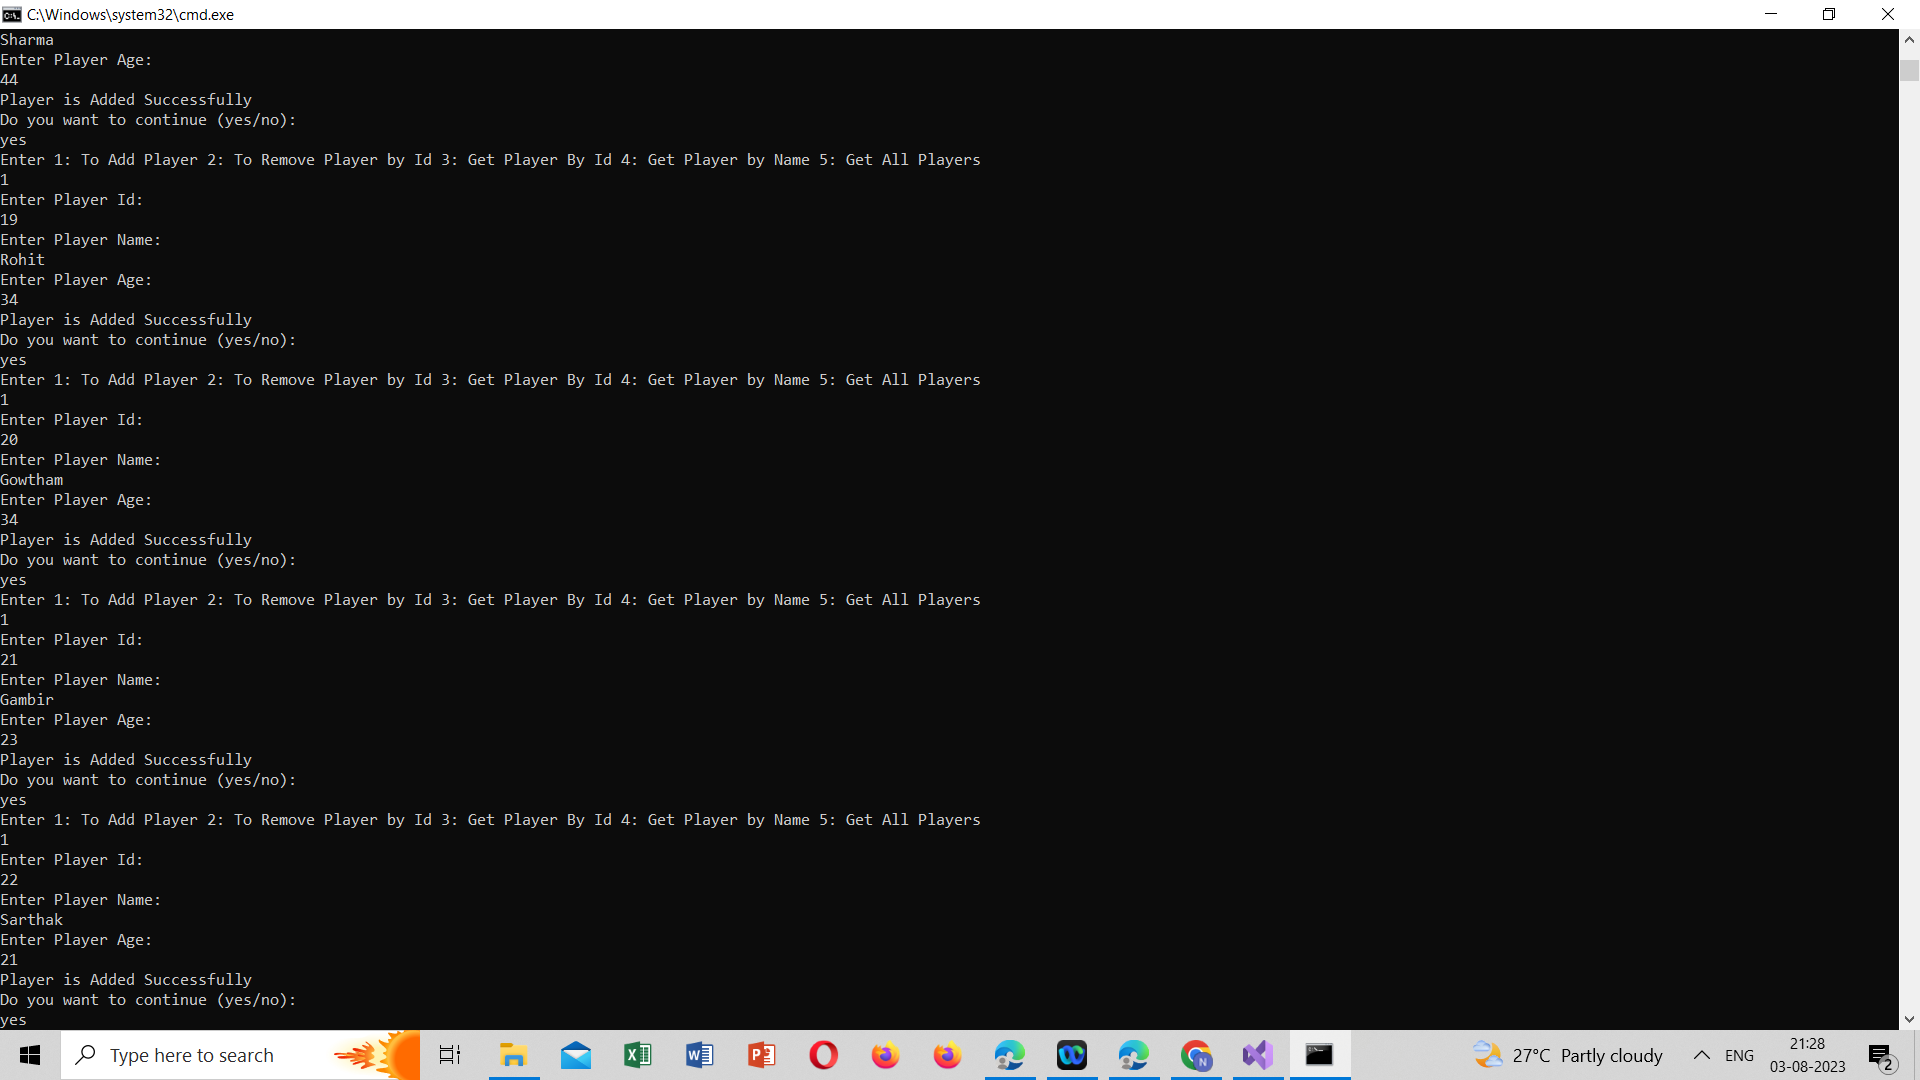 C:\Windows\system32\cmd.exe
Sharma
Enter Player Age:
44
Player is Added Successfully
Do you want to continue (yes/no):
yes
Enter 1: To Add Player 2: To Remove Player by Id 3: Get Player By Id 4: Get Player by Name 5: Get All Players
1
Enter Player Id:
19
Enter Player Name:
Rohit
Enter Player Age:
34
Player is Added Successfully
Do you want to continue (yes/no):
yes
Enter 1: To Add Player 2: To Remove Player by Id 3: Get Player By Id 4: Get Player by Name 5: Get All Players
1
Enter Player Id:
20
Enter Player Name:
Gowtham
Enter Player Age:
34
Player is Added Successfully
Do you want to continue (yes/no):
yes
Enter 1: To Add Player 2: To Remove Player by Id 3: Get Player By Id 4: Get Player by Name 5: Get All Players
1
Enter Player Id:
21
Enter Player Name:
Gambir
Enter Player Age:
23
Player is Added Successfully
Do you want to continue (yes/no):
yes
Enter 1: To Add Player 2: To Remove Player by Id 3: Get Player By Id 4: Get Player by Name 5: Get All Players
1
Enter Player Id:
22
Enter Player Name:
Sarthak
Enter Player Age:
21
Player is Added Successfully
Do you want to continue (yes/no):
yes
Type here to search
27°C Partly cloudy
ENG
21:28
03-08-2023
2